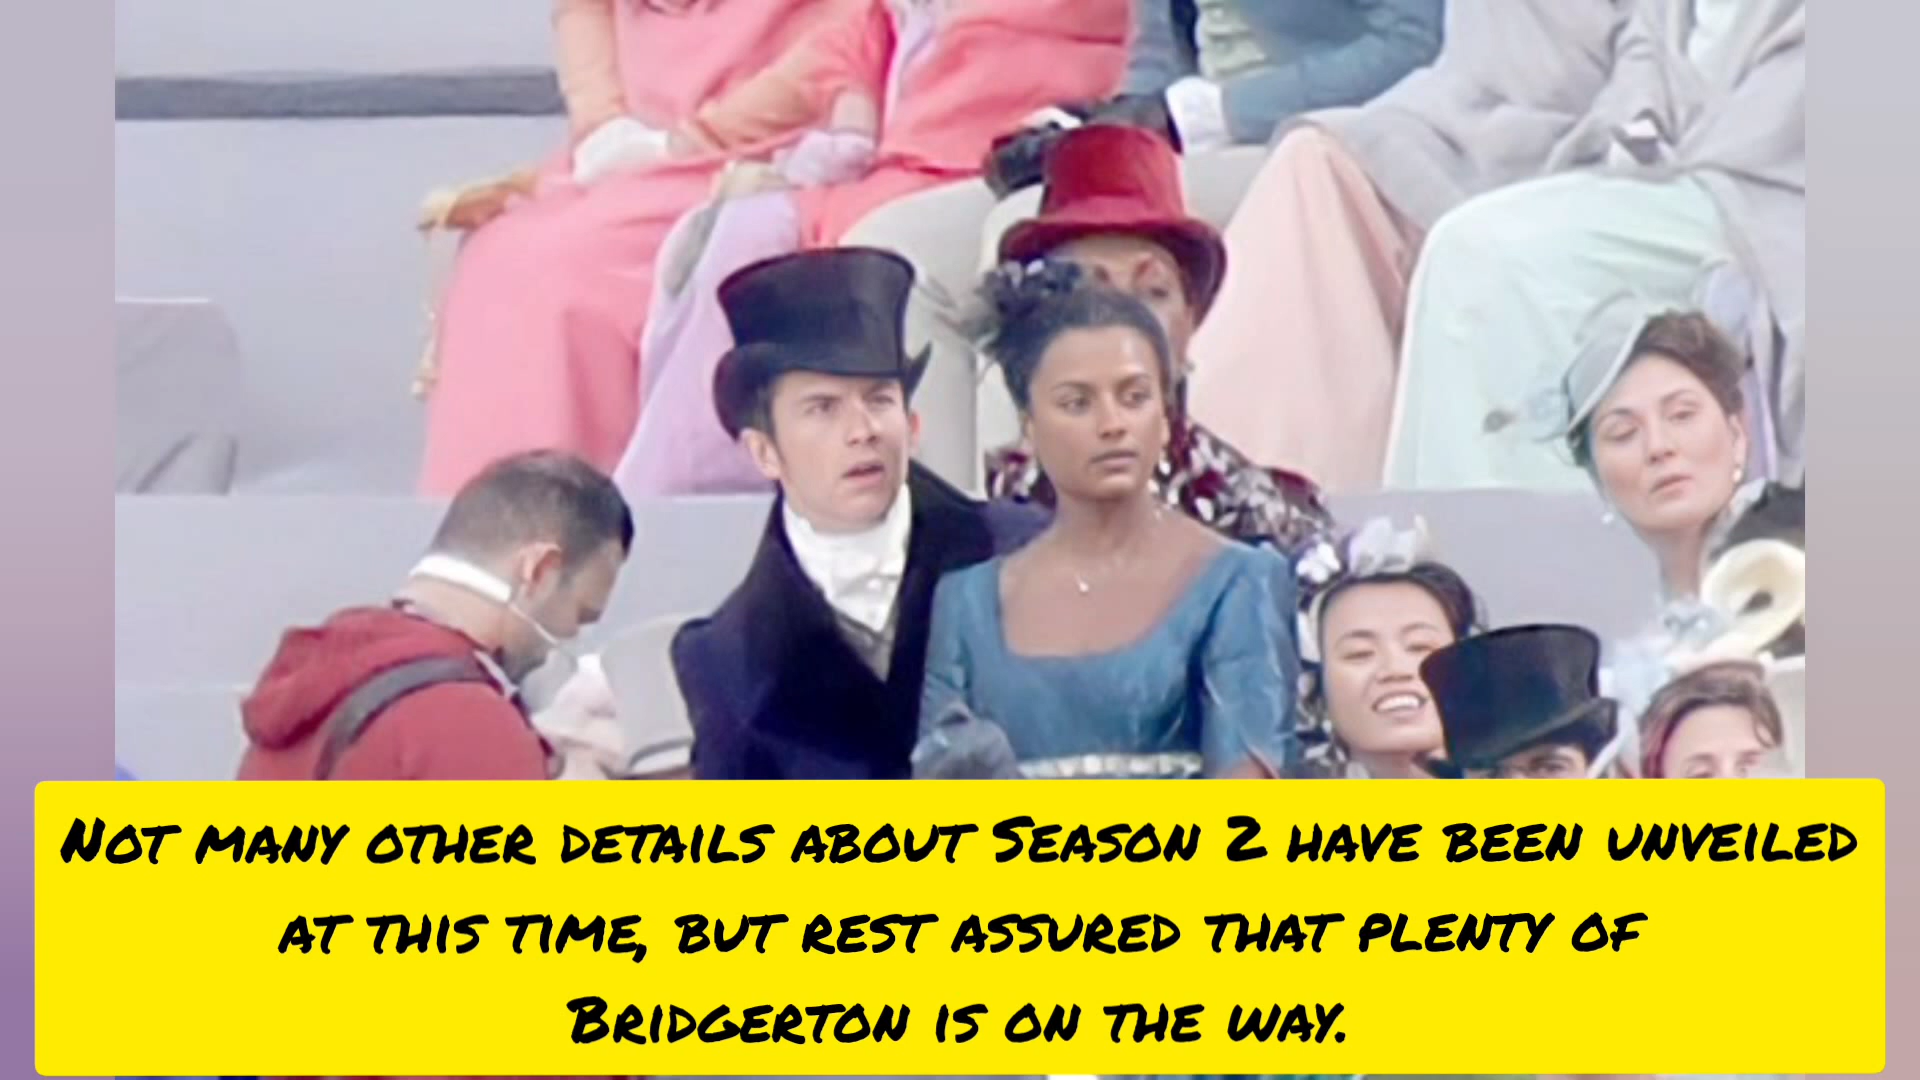 Not many other details about Season 2 have been unveiled
at this time, but rest assured that plenty of
Bridgerton is on the way.